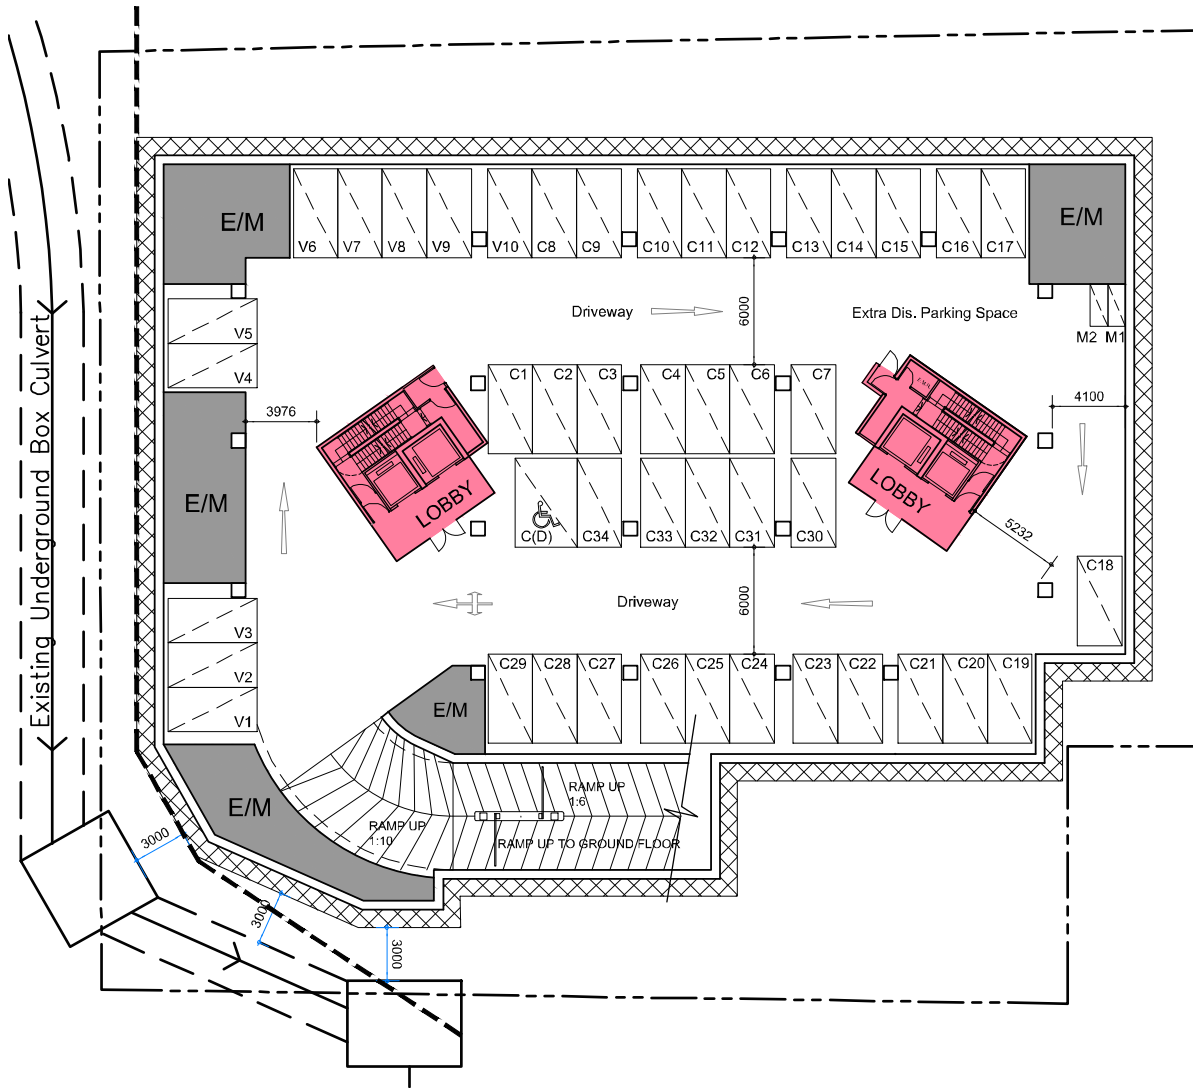 E/M
E/M
V6
V7
V8
V9
V10
C8
C9
C10
C11
C12
C13
C14
C15
C16
C17
V5
V4
Driveway
6000
Extra Dis. Parking Space
M2
M1
C1
C2
C3
C4
C5
C6
C7
3976
4100
E/M
LOBBY
LOBBY
C(D)
C34
C33
C32
C31
C30
5232
C18
Existing Underground Box Culvert
Driveway
6000
V3
V2
V1
C29
C28
C27
C26
C25
C24
C23
C22
C21
C20
C19
E/M
E/M
RAMP UP
1:6
RAMP UP
1:10
RAMP UP TO GROUND FLOOR
3000
3000
3000